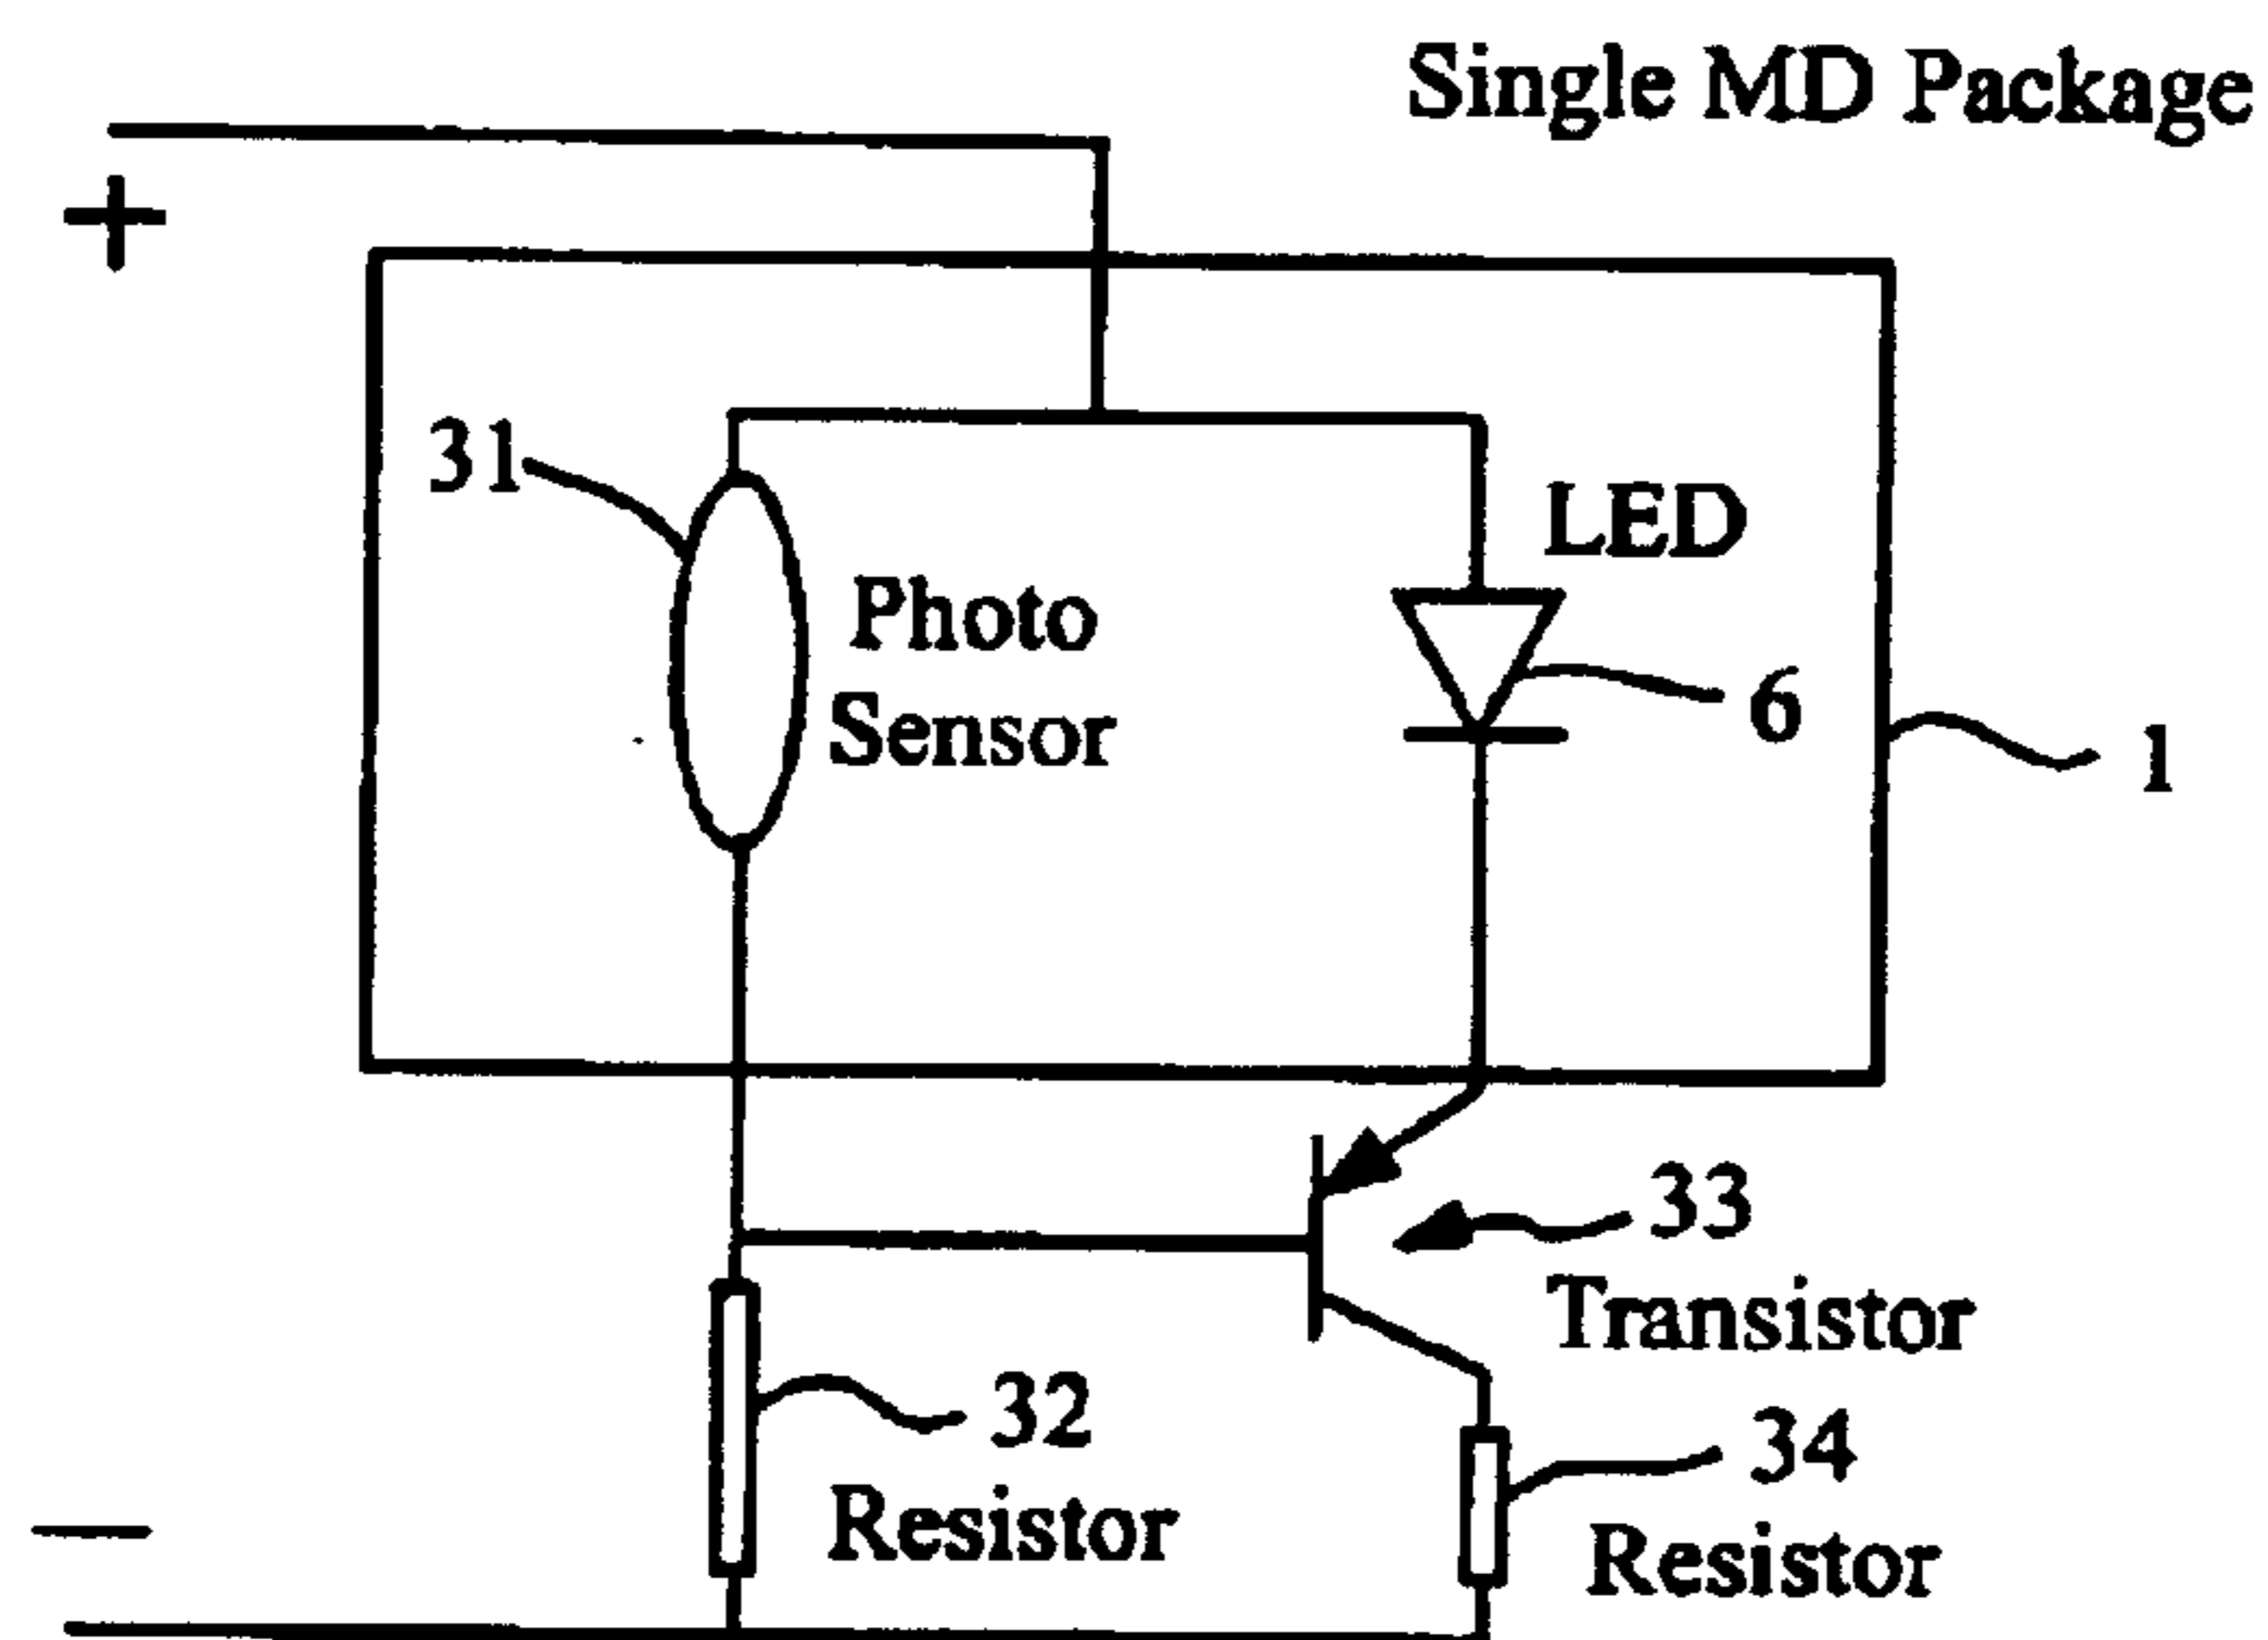 Single MD Package
+
31
LED
Photo
Sensor
6
1
33
Transistor
32
Resistor
34
Resistor
—